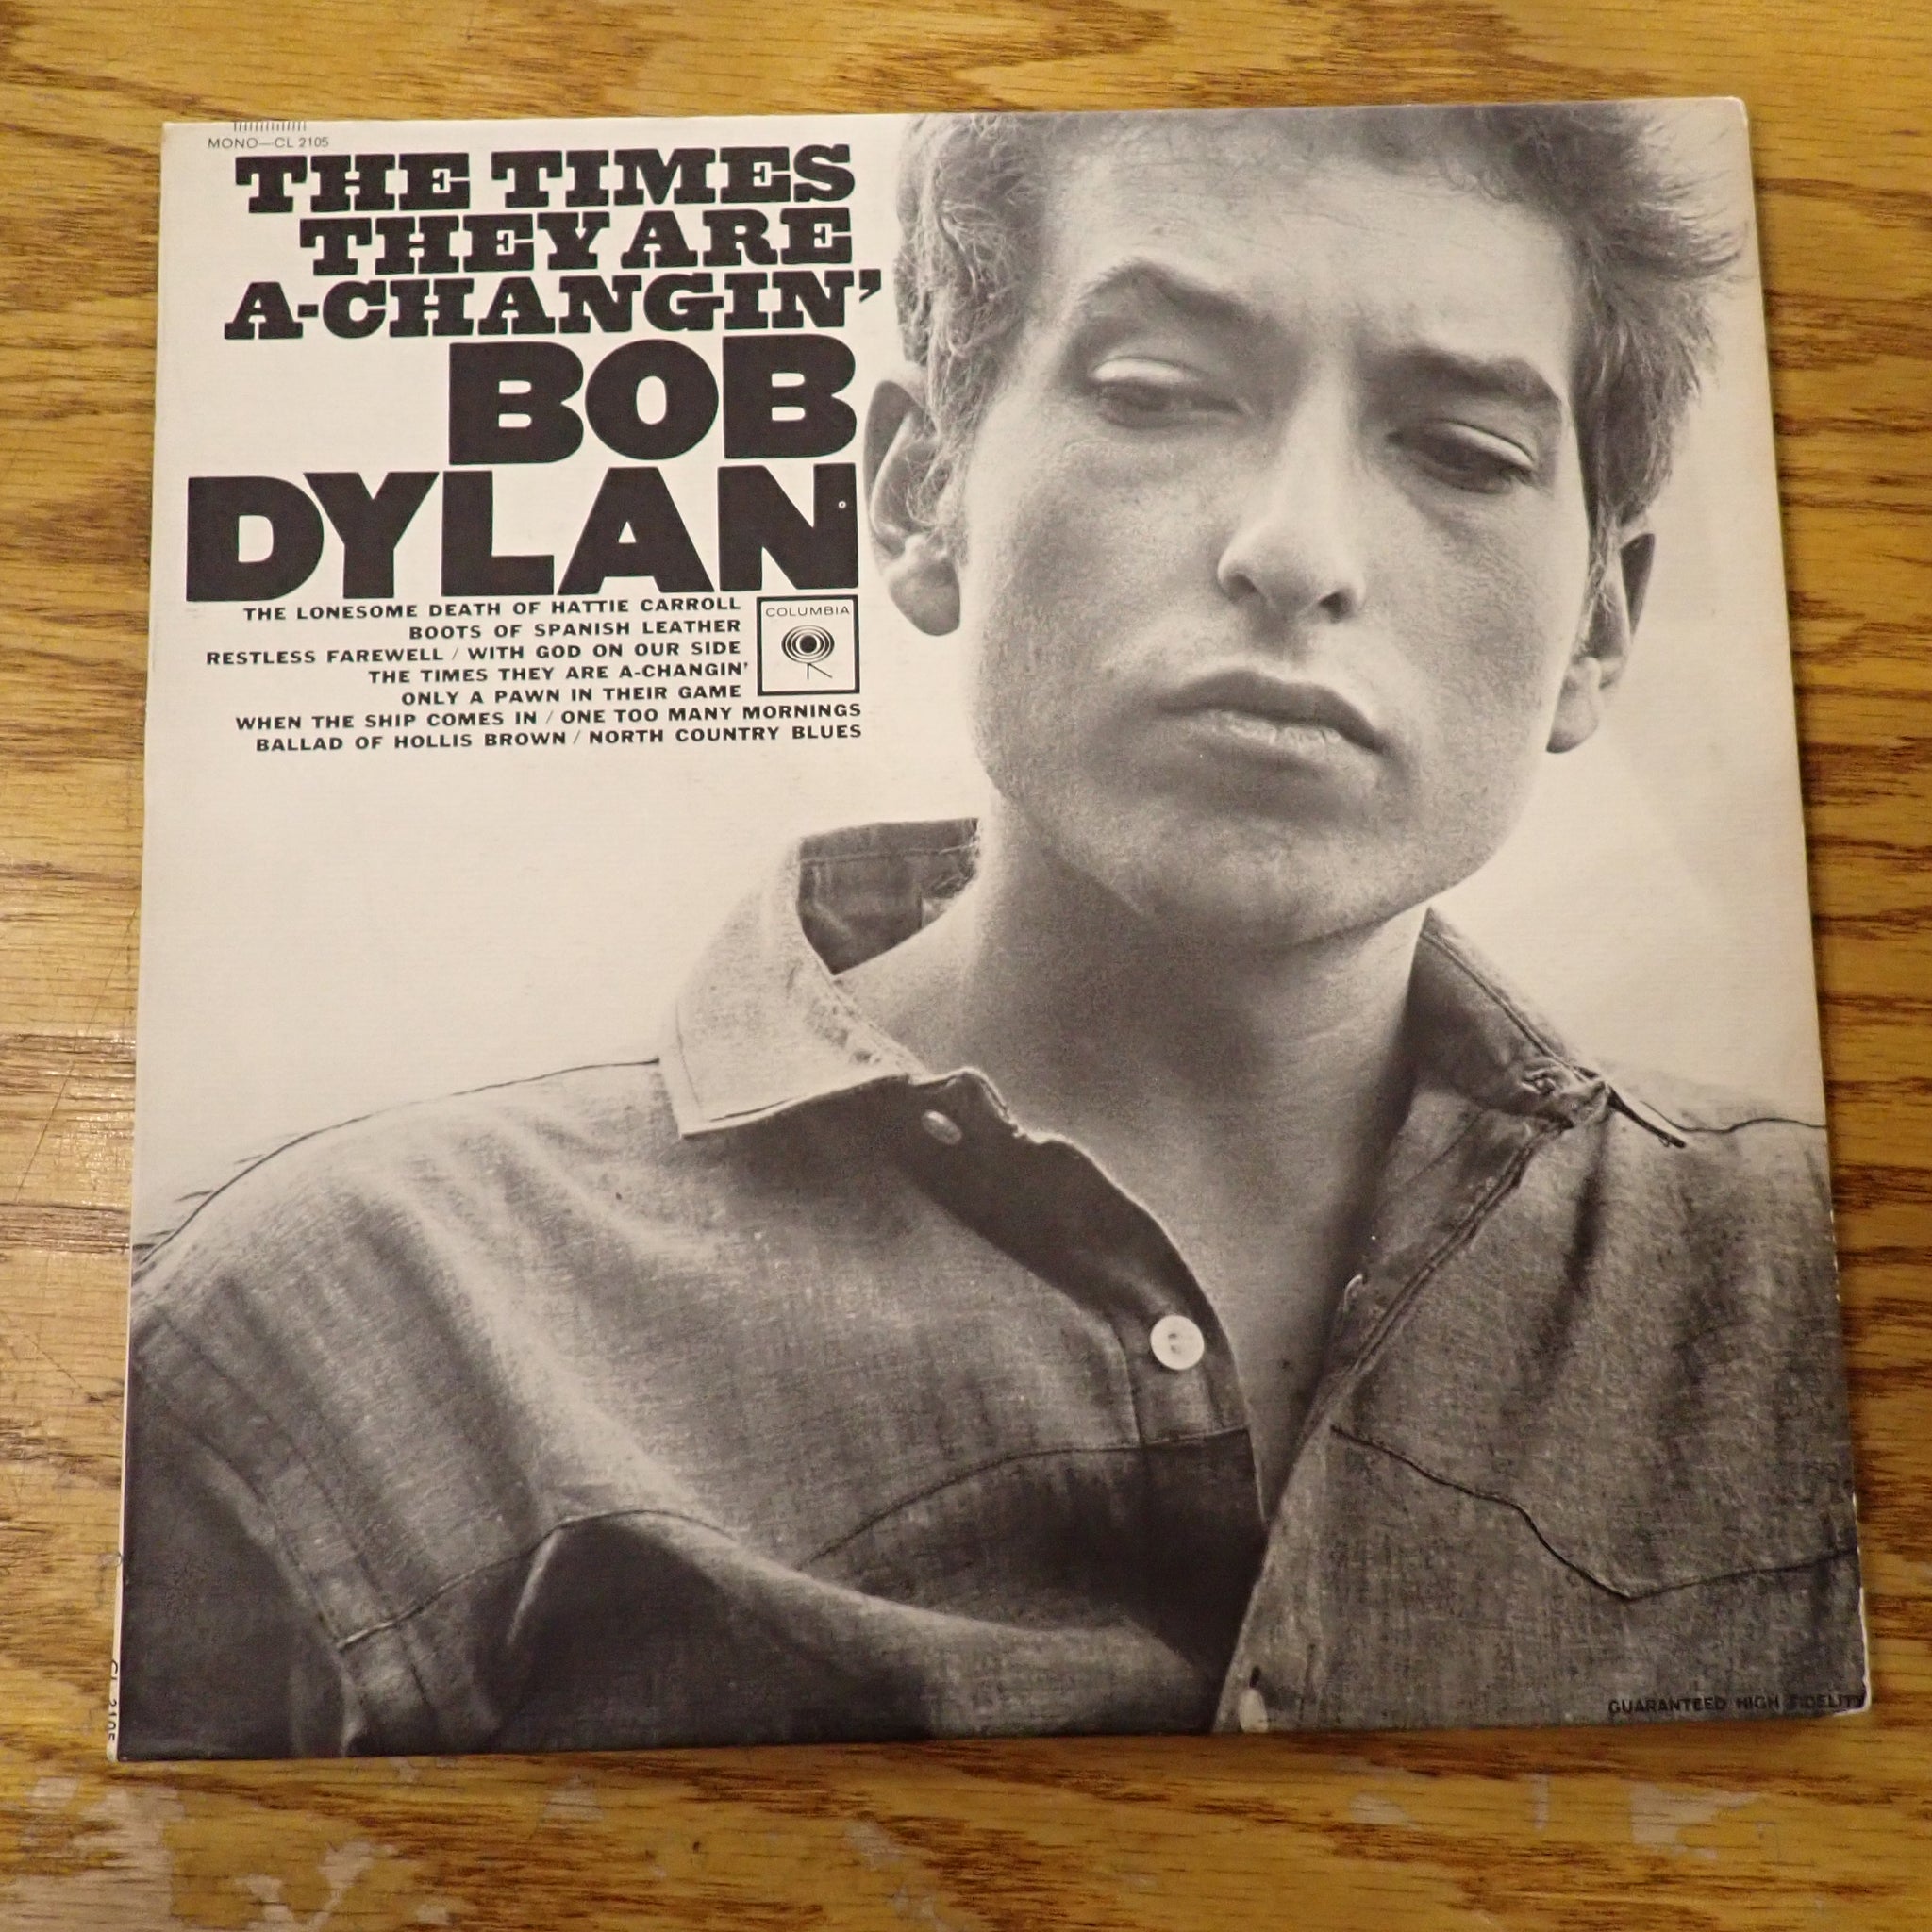 MONO—CL 2105
THE TIMES
THEY ARE
A-CHANGIN'
BOB
DYLAN
THE LONESOME DEATH OF HATTIE CARROLL
BOOTS OF SPANISH LEATHER
RESTLESS FAREWELL / WITH GOD ON OUR SIDE
THE TIMES THEY ARE A-CHANGIN'
ONLY A PAWN IN THEIR GAME
WHEN THE SHIP COMES IN / ONE TOO MANY MORNINGS
BALLAD OF HOLLIS BROWN / NORTH COUNTRY BLUES
COLUMBIA
GUARANTEED HIGH FIDELITY
CL 2105